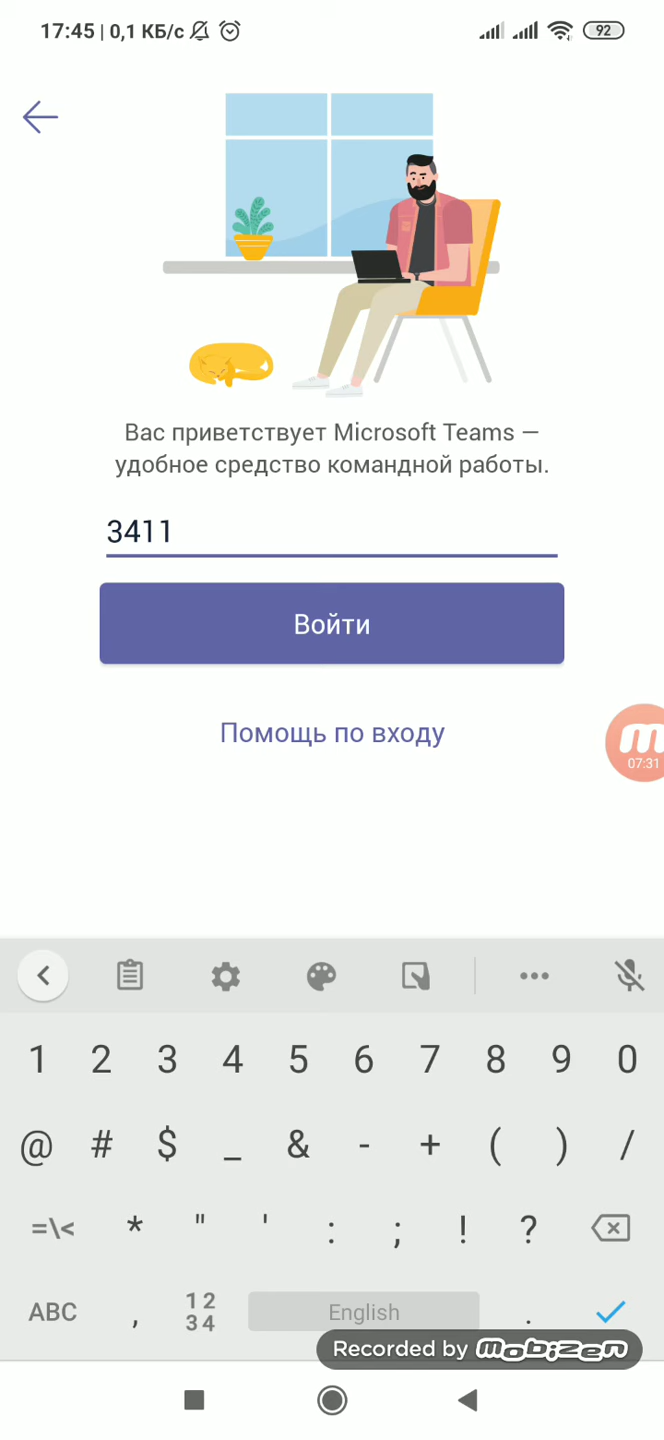 17:45 | 0,1 КБ/с 92
Вас приветствует Microsoft Teams —
удобное средство командной работы.
3411
Войти
Помощь по входу
m
07:31
1 2 3 4 5 6 7 8 9 0
@ # $ _ & - + ( ) /
=\< * " ' : ; ! ?
ABC , 12 34 English .
Recorded by mobizen